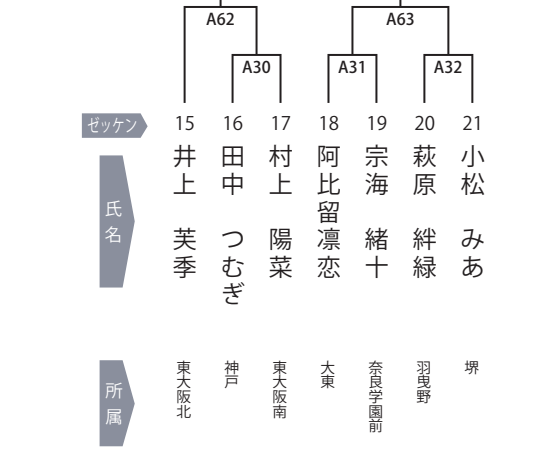 A62
A63
A30
A31
A32
ゼッケン
15
16
17
18
19
20
21
氏名
井上 芙季
田中 つむぎ
村上 陽菜
阿比留凛恋
宗海 緒十
萩原 絆緑
小松 みあ
所属
東大阪北
神戸
東大阪南
大東
奈良学園前
羽曳野
堺